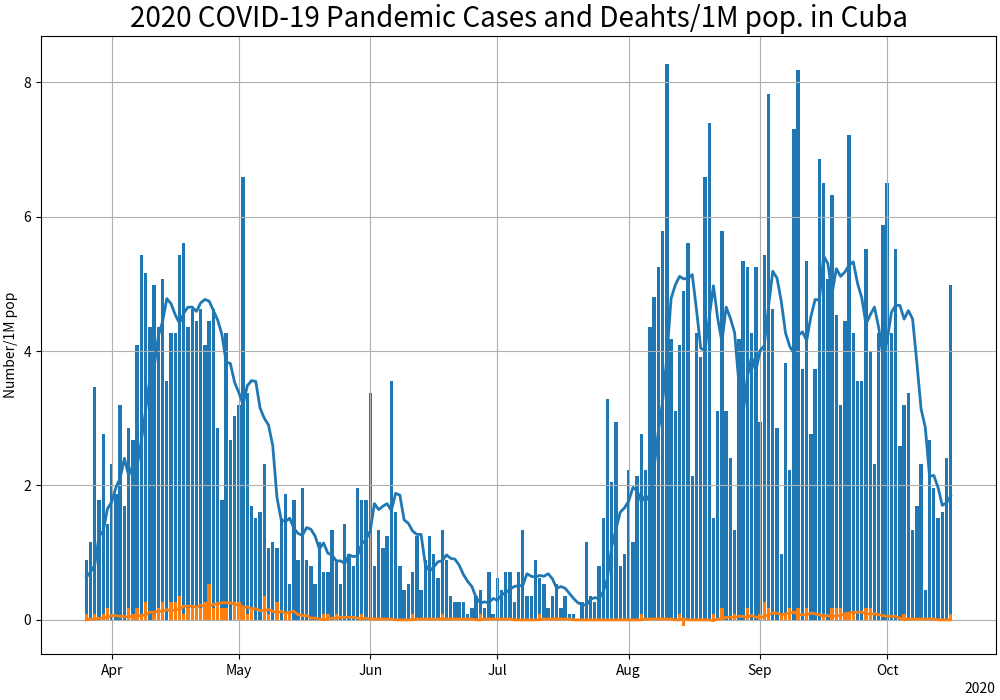 2020 COVID-19 Pandemic Cases and Deahts/1M pop. in Cuba
Number/1M pop
8
6
4
2
0
Apr May Jun Jul Aug Sep Oct
2020